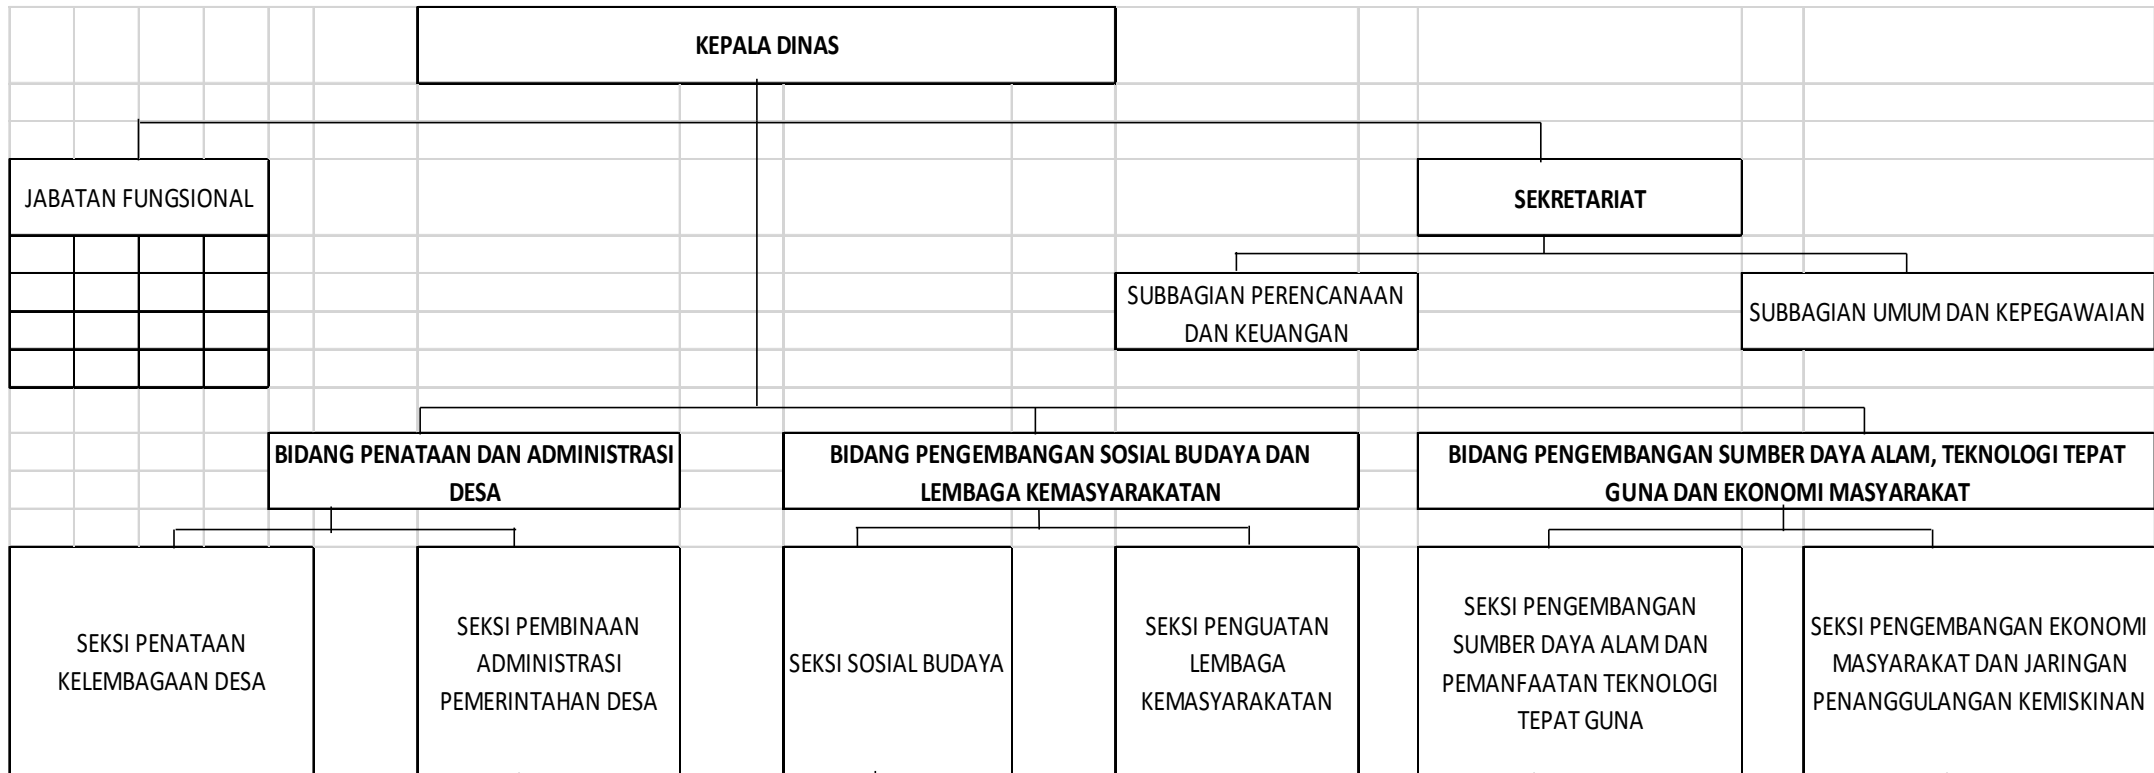 KEPALA DINAS
JABATAN FUNGSIONAL
SEKRETARIAT
SUBBAGIAN PERENCANAAN
DAN KEUANGAN
SUBBAGIAN UMUM DAN KEPEGAWAIAN
BIDANG PENATAAN DAN ADMINISTRASI
DESA
BIDANG PENGEMBANGAN SOSIAL BUDAYA DAN
LEMBAGA KEMASYARAKATAN
BIDANG PENGEMBANGAN SUMBER DAYA ALAM, TEKNOLOGI TEPAT
GUNA DAN EKONOMI MASYARAKAT
SEKSI PENATAAN
KELEMBAGAAN DESA
SEKSI PEMBINAAN
ADMINISTRASI
PEMERINTAHAN DESA
SEKSI SOSIAL BUDAYA
SEKSI PENGUATAN
LEMBAGA
KEMASYARAKATAN
SEKSI PENGEMBANGAN
SUMBER DAYA ALAM DAN
PEMANFAATAN TEKNOLOGI
TEPAT GUNA
SEKSI PENGEMBANGAN EKONOMI
MASYARAKAT DAN JARINGAN
PENANGGULANGAN KEMISKINAN